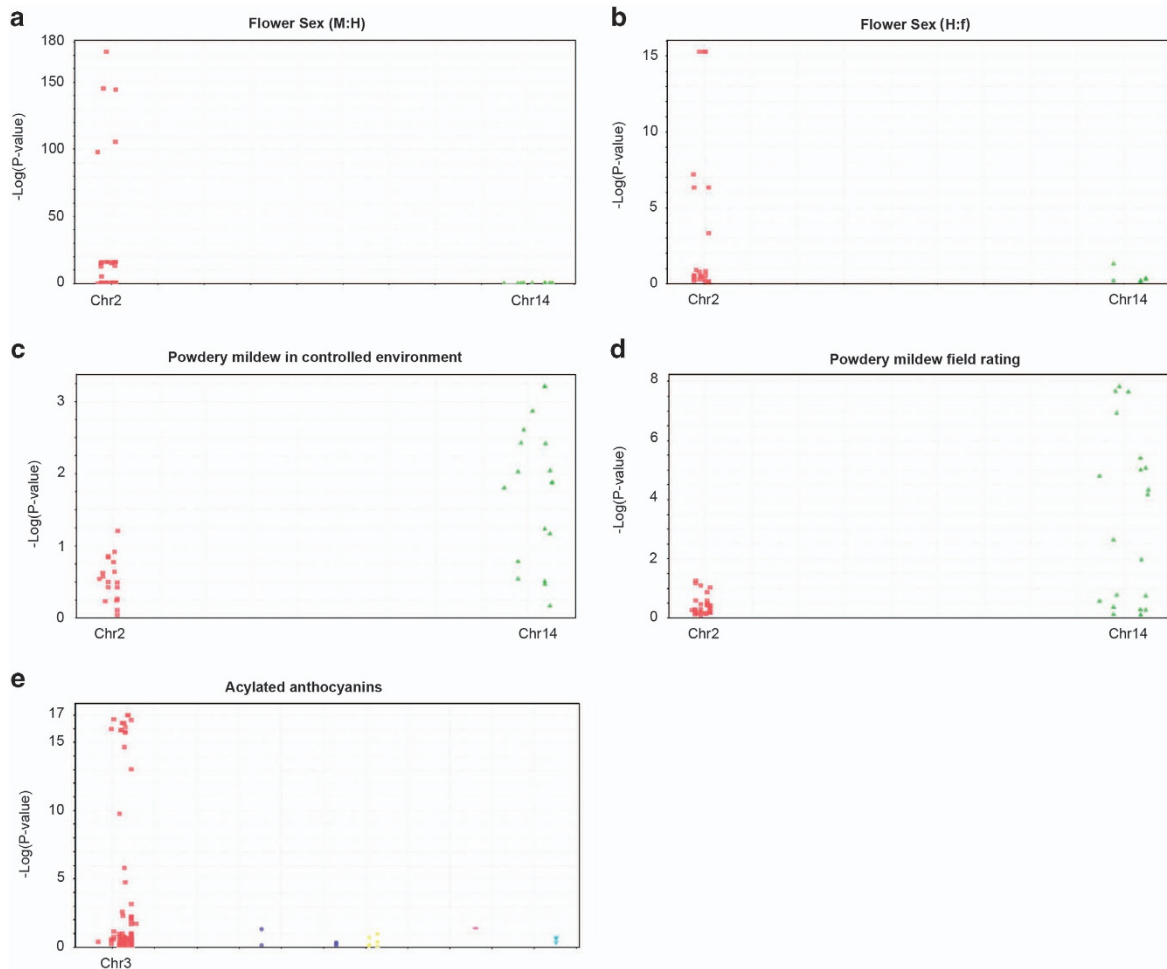 a
Flower Sex (M:H)
-Log(P-value)
180
150
100
50
0
Chr2
Chr14
b
Flower Sex (H:f)
-Log(P-value)
15
15
5
0
Chr2
Chr14
c
Powdery mildew in controlled environment
-Log(P-value)
3
2
1
0
Chr2
Chr14
d
Powdery mildew field rating
-Log(P-value)
8
6
4
2
0
Chr2
Chr14
e
Acylated anthocyanins
-Log(P-value)
17
15
10
5
0
Chr3